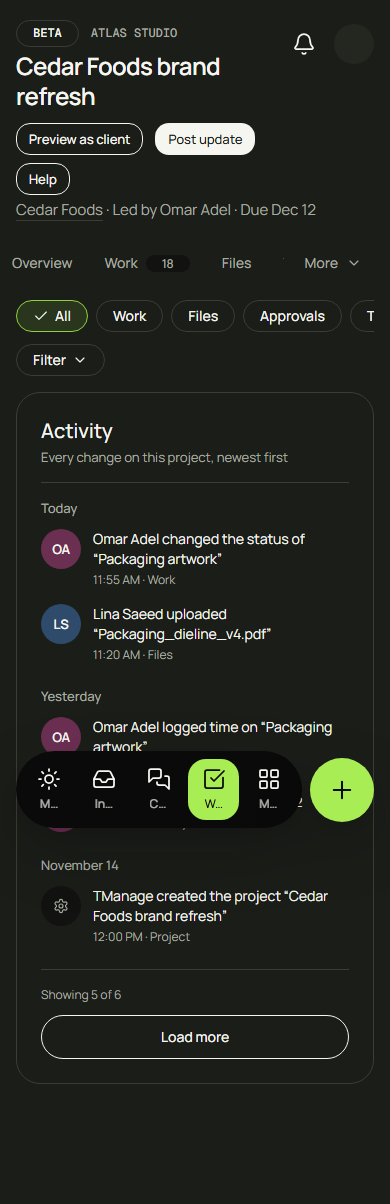 BETA ATLAS STUDIO
Cedar Foods brand
refresh
Preview as client
Post update
Help
Cedar Foods · Led by Omar Adel · Due Dec 12
Overview Work 18 Files More
All Work Files Approvals T
Filter
Activity
Every change on this project, newest first
Today
OA Omar Adel changed the status of
“Packaging artwork”
11:55 AM · Work
LS Lina Saeed uploaded
“Packaging_dieline_v4.pdf”
11:20 AM · Files
Yesterday
OA Omar Adel logged time on “Packaging
artwork”
M... In... C... W... M...
November 14
TManage created the project “Cedar
Foods brand refresh”
12:00 PM · Project
Showing 5 of 6
Load more